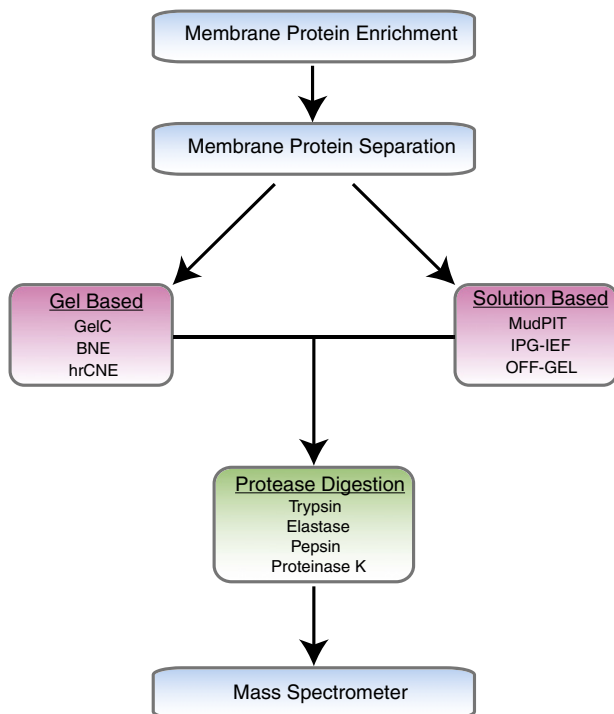 Membrane Protein Enrichment
Membrane Protein Separation
Gel Based
GelC
BNE
hrCNE
Solution Based
MudPIT
IPG-IEF
OFF-GEL
Protease Digestion
Trypsin
Elastase
Pepsin
Proteinase K
Mass Spectrometer